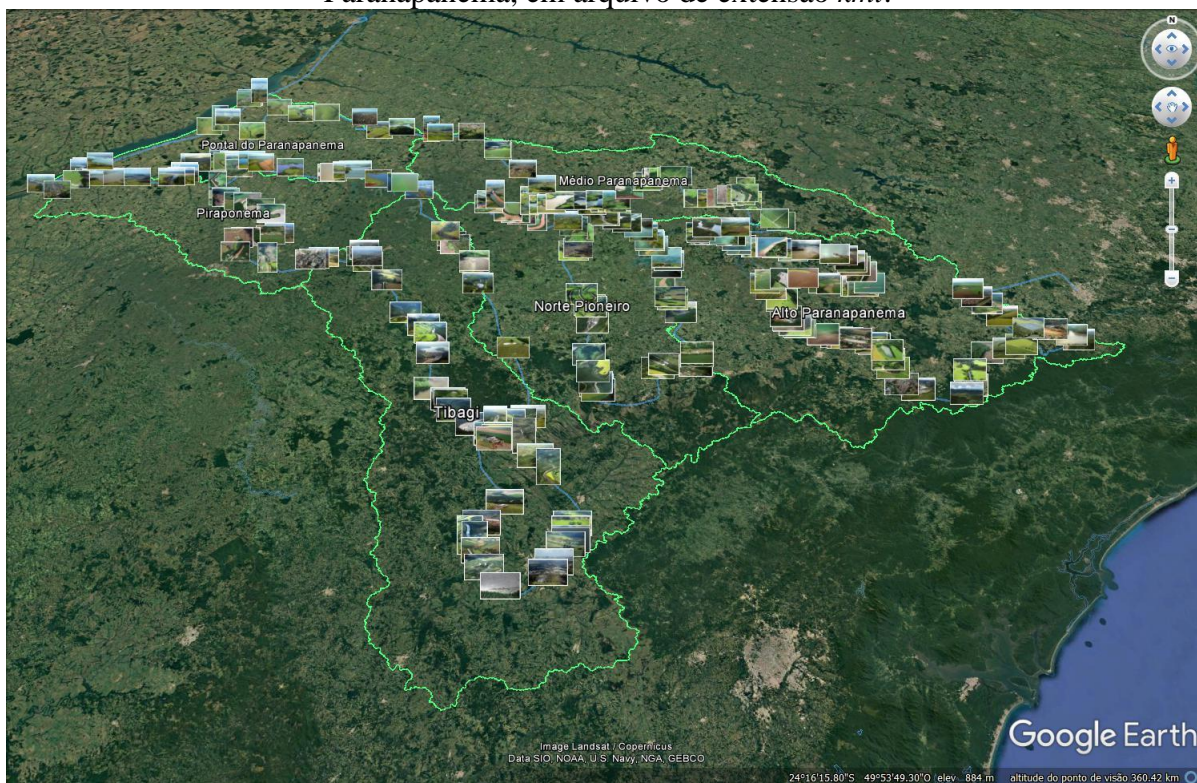 Paranapanema, em arquivo de extensão kml.
N
Pontal do Paranapanema
Médio Paranapanema
Piraponema
Norte Pioneiro
Alto Paranapanema
Tibagi
Google Earth
Image Landsat / Copernicus
Data SIO, NOAA, U.S. Navy, NGA, GEBCO
24°16'15.80"S 49°53'49.30"O elev 884 m altitude do ponto de visão 360.42 km